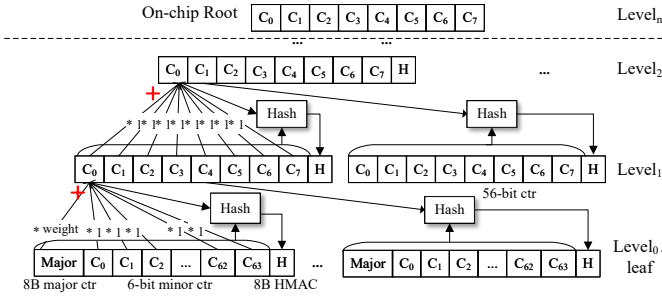 On-chip Root C0 C1 C2 C3 C4 C5 C6 C7 Leveln
... ...
C0 C1 C2 C3 C4 C5 C6 C7 H ... Level2
+
Hash Hash
* 1 * 1 * 1 * 1 * 1 * 1 * 1 * 1
C0 C1 C2 C3 C4 C5 C6 C7 H C0 C1 C2 C3 C4 C5 C6 C7 H Level1
+ 56-bit ctr
Hash Hash
* weight * 1 * 1 * 1 * 1 * 1
Major C0 C1 C2 ... C62 C63 H ... Major C0 C1 C2 ... C62 C63 H Level0,
leaf
8B major ctr 6-bit minor ctr 8B HMAC